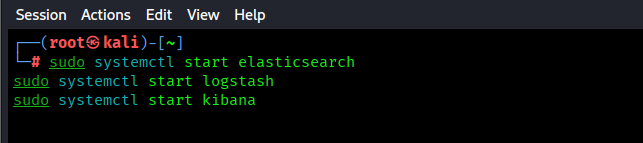 Session Actions Edit View Help
┌──(root㉿kali)-[~]
└─# sudo systemctl start elasticsearch
sudo systemctl start logstash
sudo systemctl start kibana